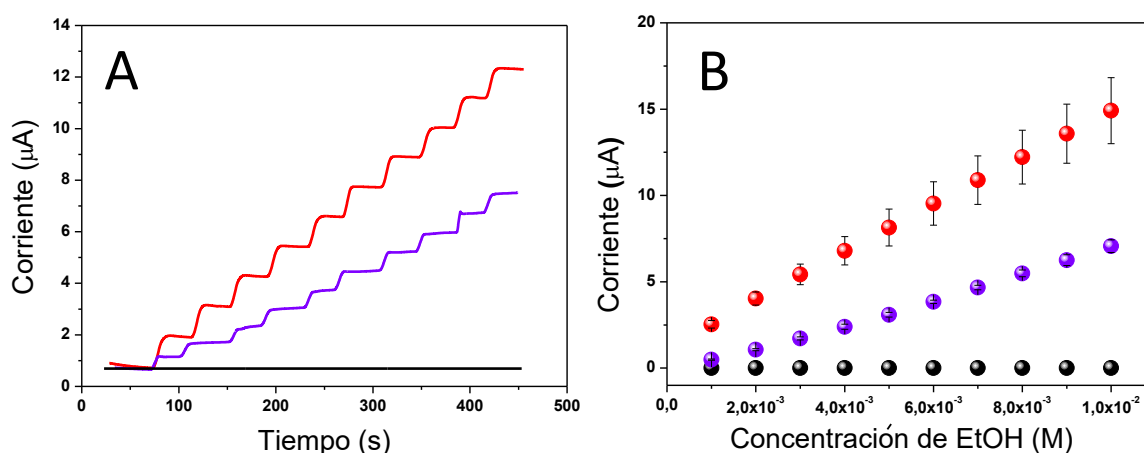 A
14
12
10
8
6
4
2
0
0
100
200
300
400
500
Corriente (μA)
Tiempo (s)
B
20
15
10
5
0
0,0
2,0x10⁻³
4,0x10⁻³
6,0x10⁻³
8,0x10⁻³
1,0x10⁻²
Corriente (μA)
Concentración de EtOH (M)